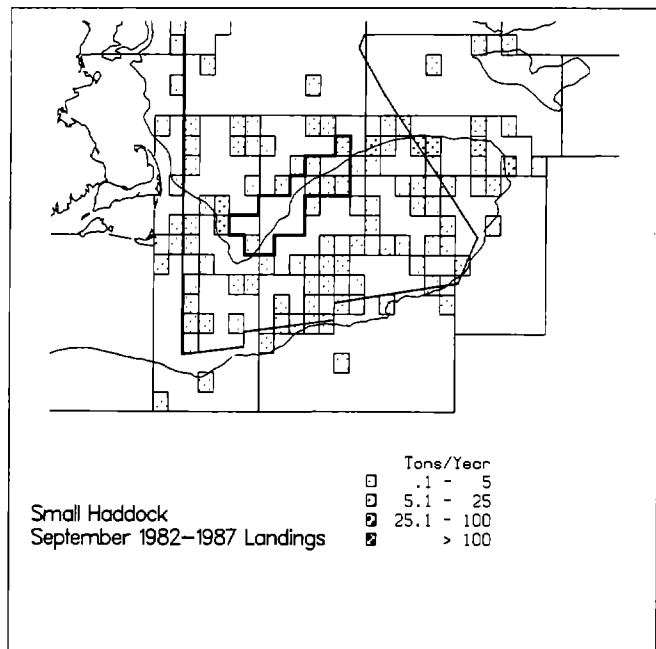 Tons/Year
.1 - 5
5.1 - 25
25.1 - 100
> 100
Small Haddock
September 1982-1987 Landings